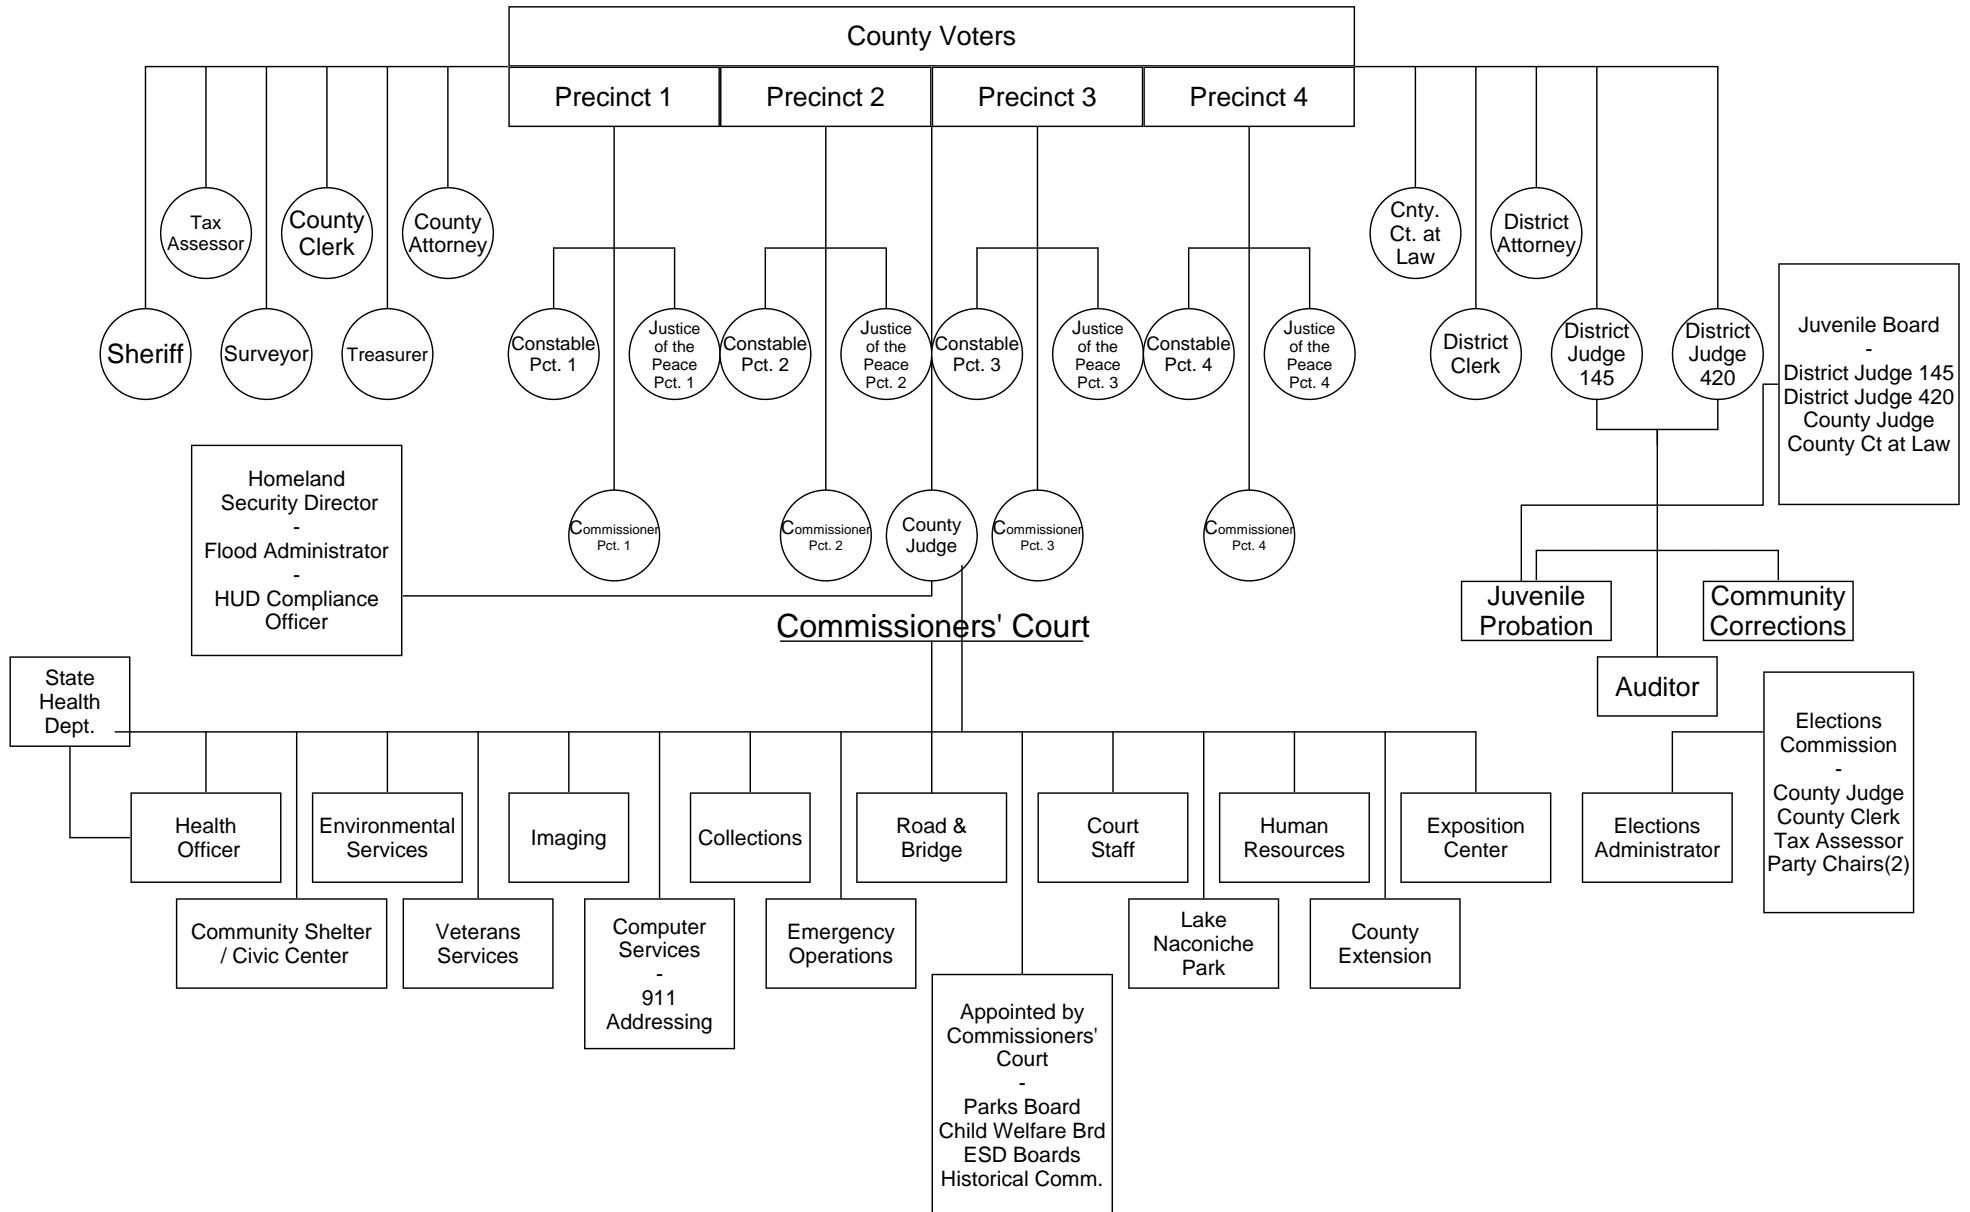 County Voters
Precinct 1
Precinct 2
Precinct 3
Precinct 4
Tax
Assessor
County
Clerk
County
Attorney
Cnty.
Ct. at
Law
District
Attorney
Sheriff
Surveyor
Treasurer
Constable
Pct. 1
Justice
of the
Peace
Pct. 1
Constable
Pct. 2
Justice
of the
Peace
Pct. 2
Constable
Pct. 3
Justice
of the
Peace
Pct. 3
Constable
Pct. 4
Justice
of the
Peace
Pct. 4
District
Clerk
District
Judge
145
District
Judge
420
Juvenile Board
-
District Judge 145
District Judge 420
County Judge
County Ct at Law
Homeland
Security Director
-
Flood Administrator
-
HUD Compliance
Officer
Commissioner
Pct. 1
Commissioner
Pct. 2
County
Judge
Commissioner
Pct. 3
Commissioner
Pct. 4
Juvenile
Probation
Community
Corrections
Commissioners' Court
State
Health
Dept.
Auditor
Elections
Commission
-
County Judge
County Clerk
Tax Assessor
Party Chairs(2)
Health
Officer
Environmental
Services
Imaging
Collections
Road &
Bridge
Court
Staff
Human
Resources
Exposition
Center
Elections
Administrator
Community Shelter
/ Civic Center
Veterans
Services
Computer
Services
-
911
Addressing
Emergency
Operations
Lake
Naconiche
Park
County
Extension
Appointed by
Commissioners'
Court
-
Parks Board
Child Welfare Brd
ESD Boards
Historical Comm.